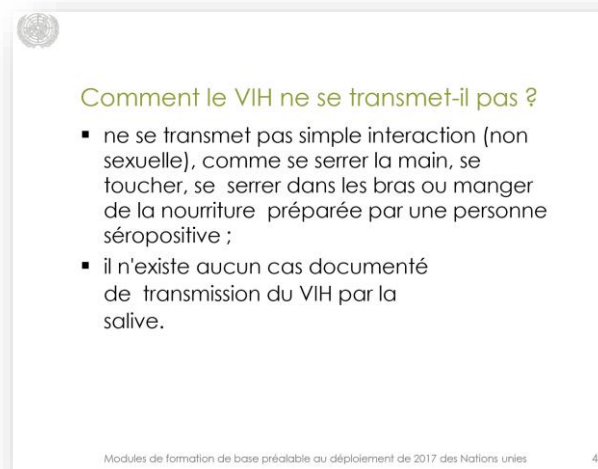 Comment le VIH ne se transmet-il pas ?
▪ ne se transmet pas simple interaction (non
sexuelle), comme se serrer la main, se
toucher, se serrer dans les bras ou manger
de la nourriture préparée par une personne
séropositive ;
▪ il n'existe aucun cas documenté
de transmission du VIH par la
salive.
Modules de formation de base préalable au déploiement de 2017 des Nations unies 4